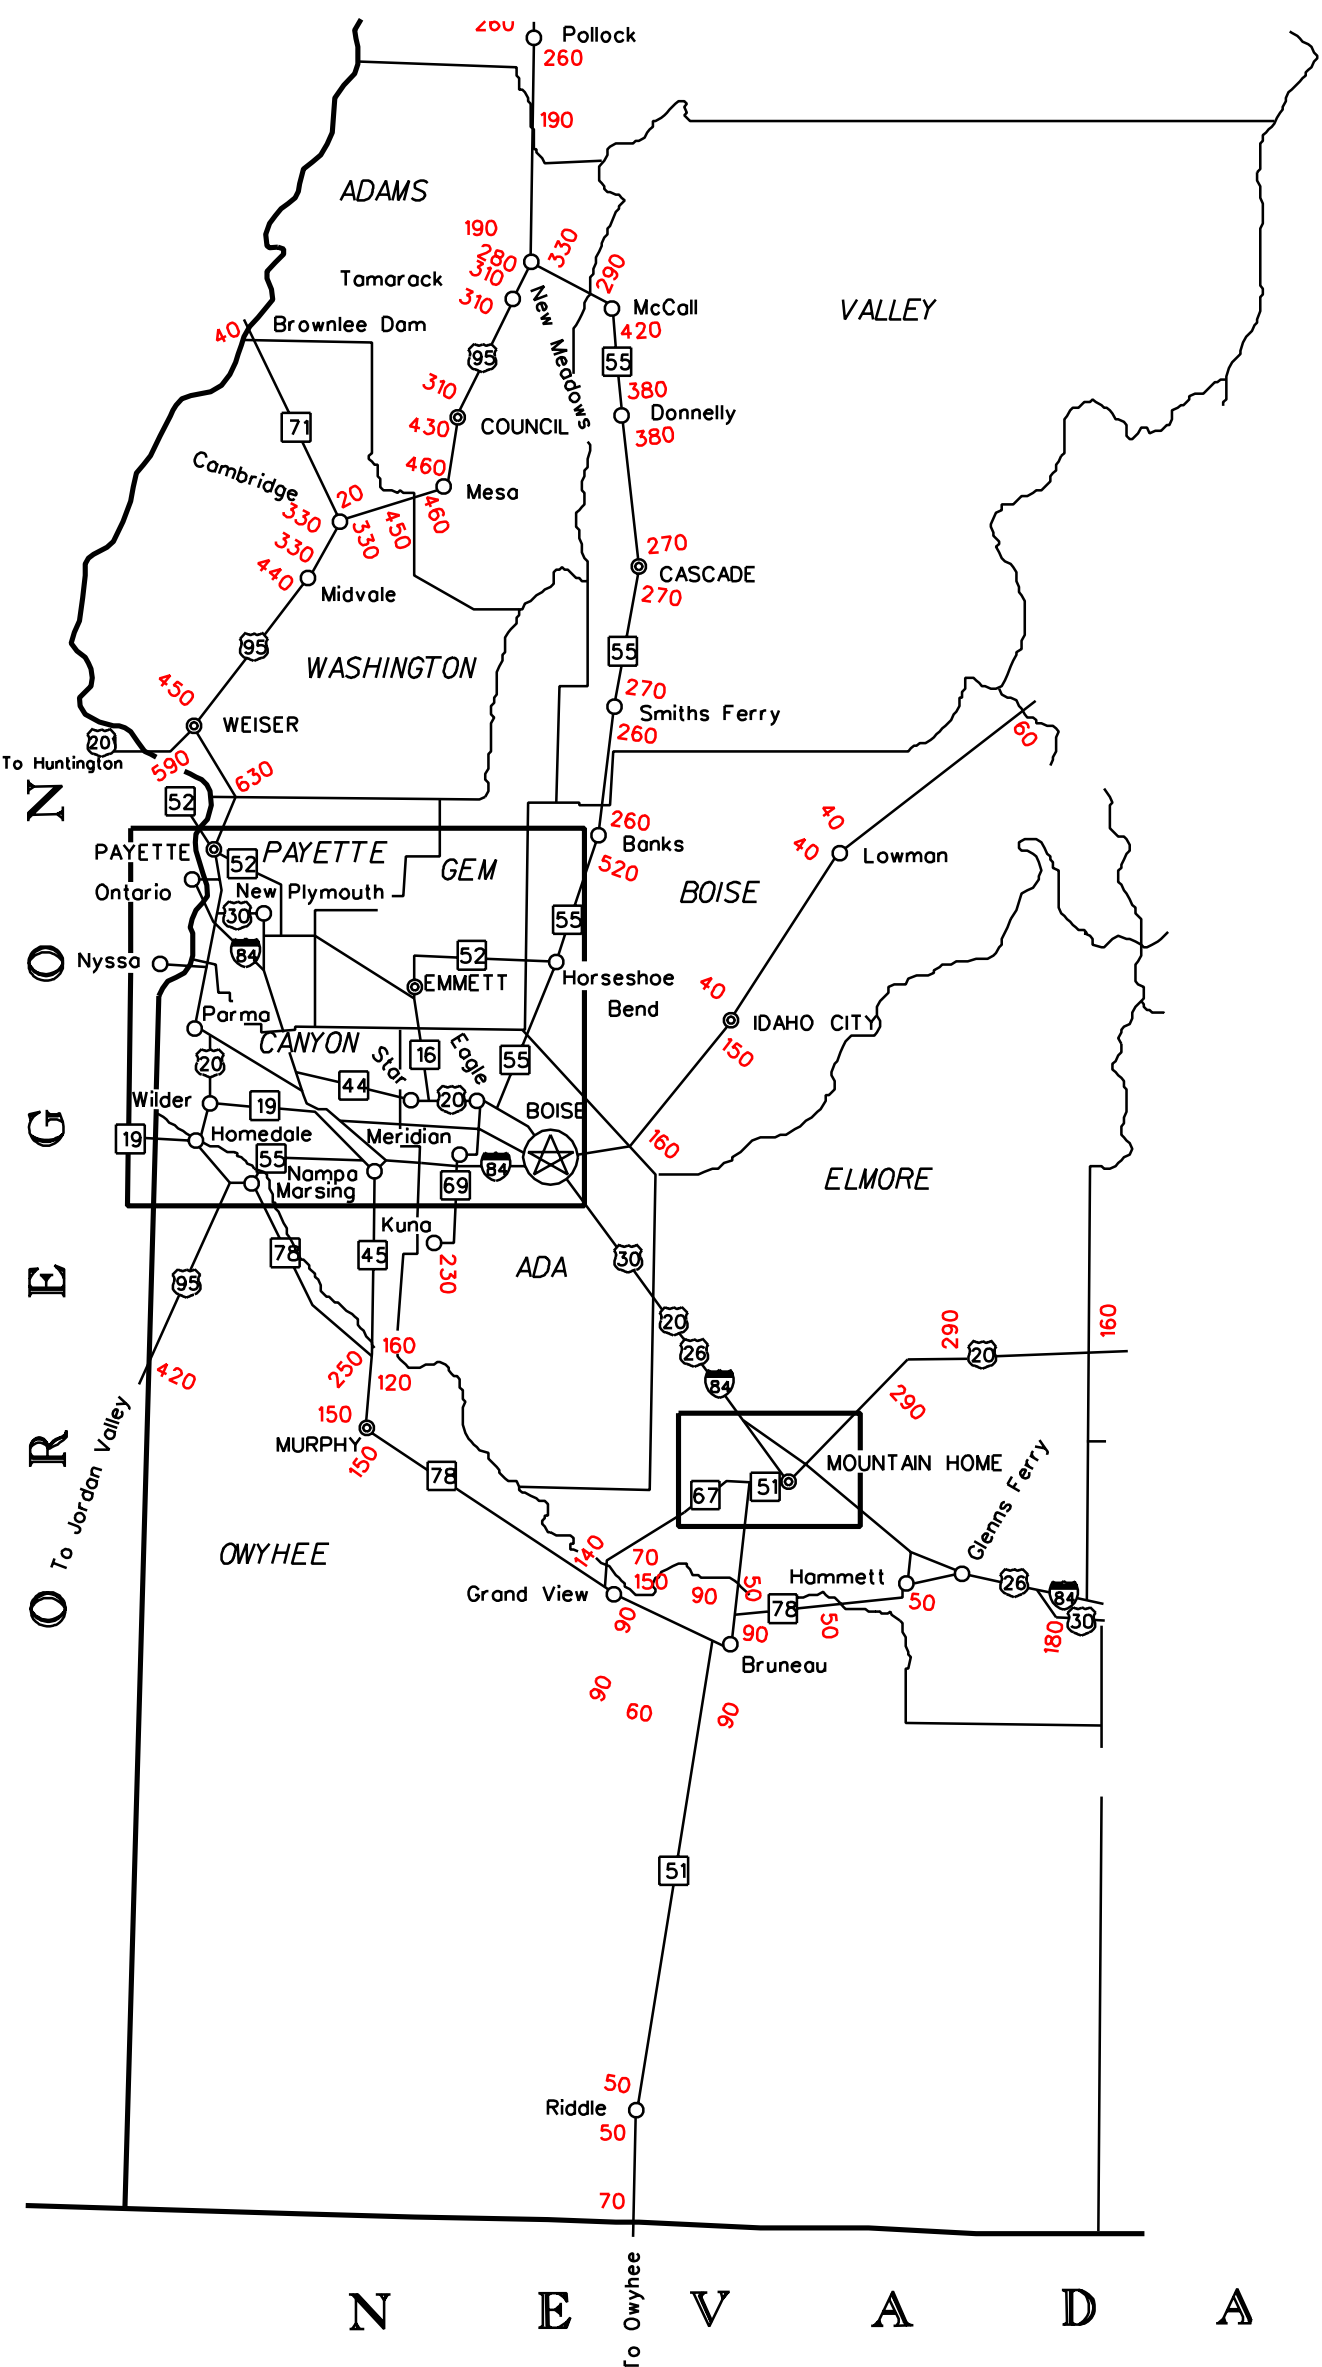 260
Pollock
260
190
ADAMS
190
280
330
310
Tamarack
290
310
New Meadows
McCall
VALLEY
40
Brownlee Dam
420
95
55
310
380
71
430
COUNCIL
Donnelly
380
Cambridge
460
20
Mesa
330
330
450
460
330
270
440
CASCADE
Midvale
270
95
55
WASHINGTON
450
270
WEISER
Smiths Ferry
20
260
60
To Huntington
590
630
52
40
260
PAYETTE
52
PAYETTE
GEM
Banks
40
Lowman
520
Ontario
New Plymouth
BOISE
30
55
84
52
Nyssa
EMMETT
Horseshoe
Bend
40
Parma
IDAHO CITY
CANYON
150
20
Star
16
Eagle
55
44
20
Wilder
19
BOISE
19
Homedale
Meridian
160
55
84
Nampa
Marsing
69
ELMORE
Kuna
78
45
230
ADA
30
95
20
290
160
160
26
20
250
420
120
84
290
150
MURPHY
150
MOUNTAIN HOME
To Jordan Valley
78
67
51
Glenns Ferry
OWYHEE
140
70
150
50
Hammett
26
84
Grand View
90
78
50
30
90
90
50
180
Bruneau
90
60
90
51
50
Riddle
50
70
OREGON
To Owyhee
NEVADA